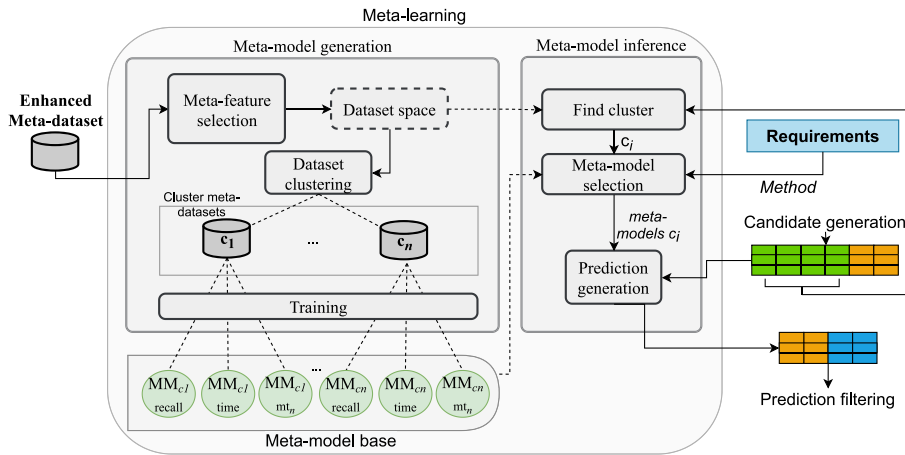 Meta-learning
Meta-model generation
Meta-model inference
Enhanced
Meta-dataset
Meta-feature
selection
Dataset space
Find cluster
c_i
Requirements
Dataset
clustering
Meta-model
selection
Method
Cluster meta-
datasets
c_1
...
c_n
meta-
models c_i
Candidate generation
Prediction
generation
Training
...
MM_c1
recall
MM_c1
time
MM_c1
mt_n
MM_cn
recall
MM_cn
time
MM_cn
mt_n
Prediction filtering
Meta-model base